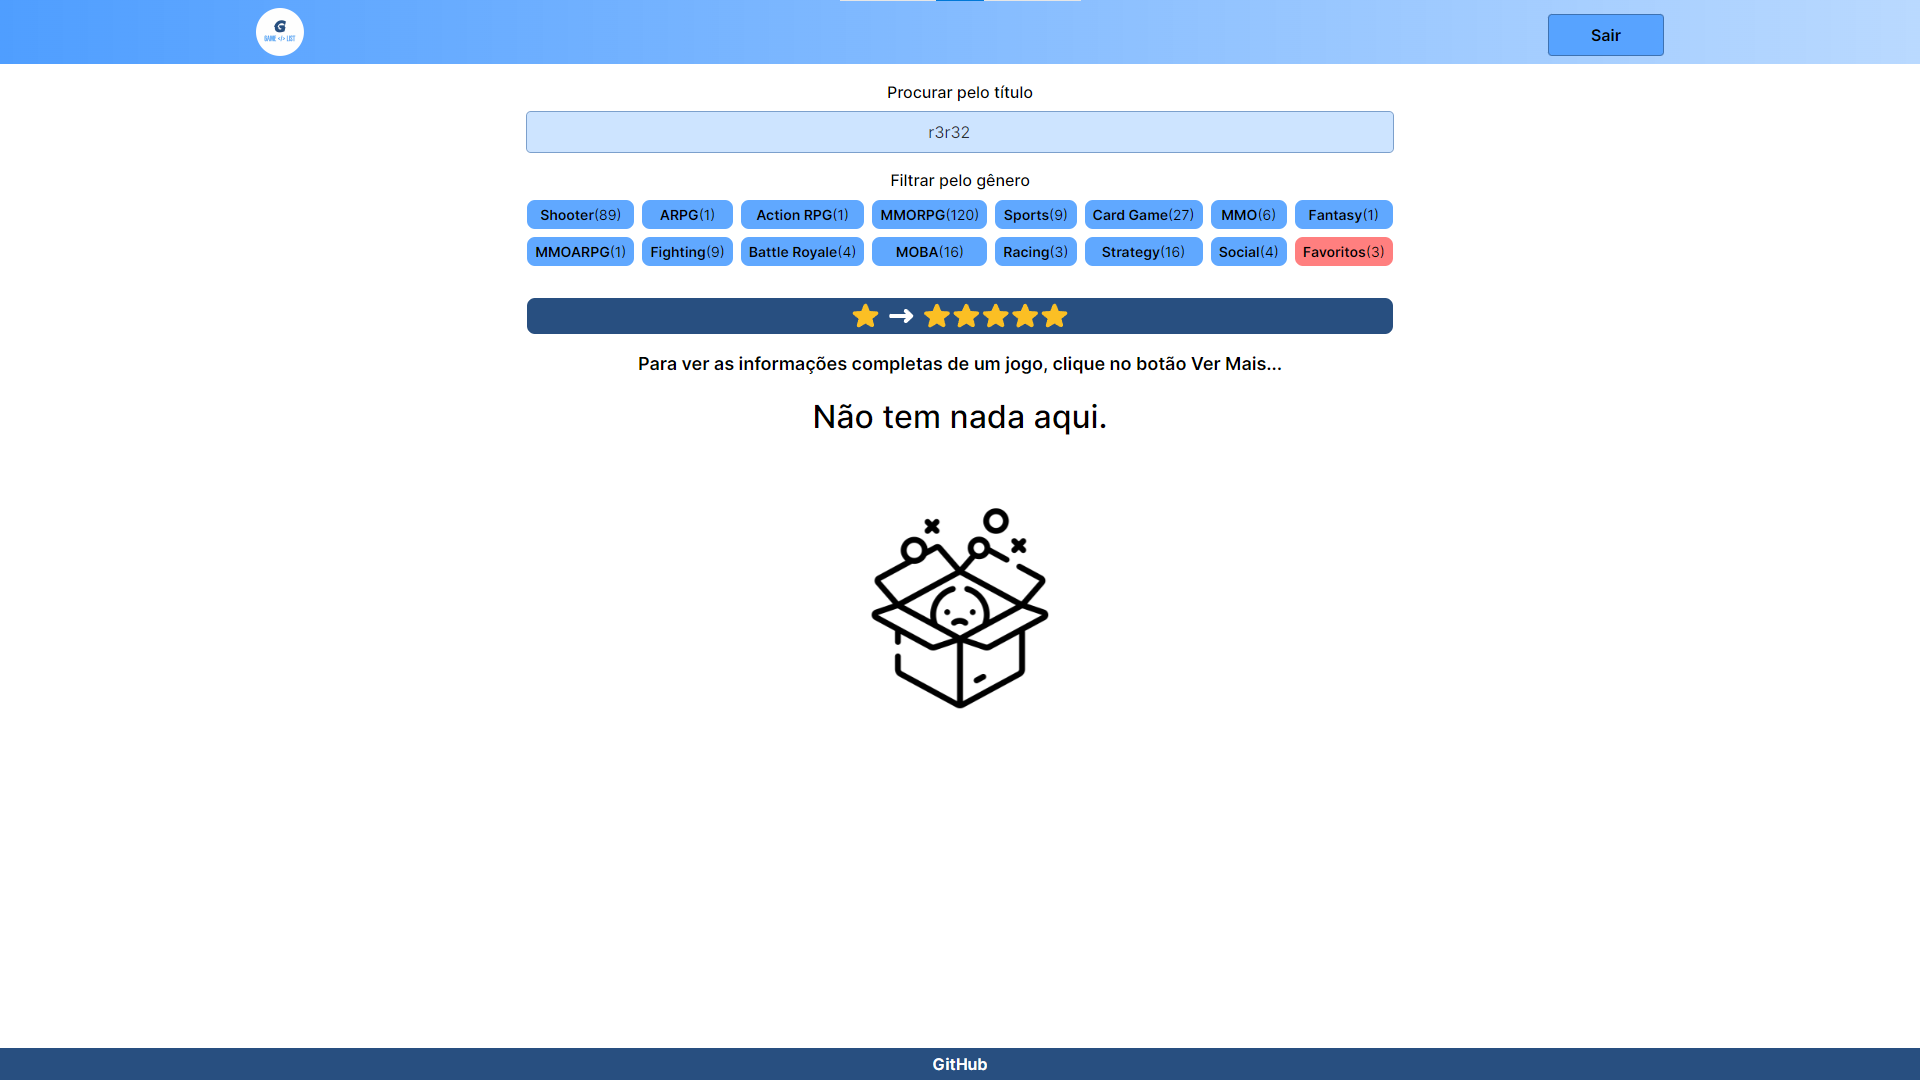 G
GAME </> LIST
Sair
Procurar pelo título
r3r32
Filtrar pelo gênero
Shooter(89) ARPG(1) Action RPG(1) MMORPG(120) Sports(9) Card Game(27) MMO(6) Fantasy(1)
MMOARPG(1) Fighting(9) Battle Royale(4) MOBA(16) Racing(3) Strategy(16) Social(4) Favoritos(3)
Para ver as informações completas de um jogo, clique no botão Ver Mais...
Não tem nada aqui.
GitHub